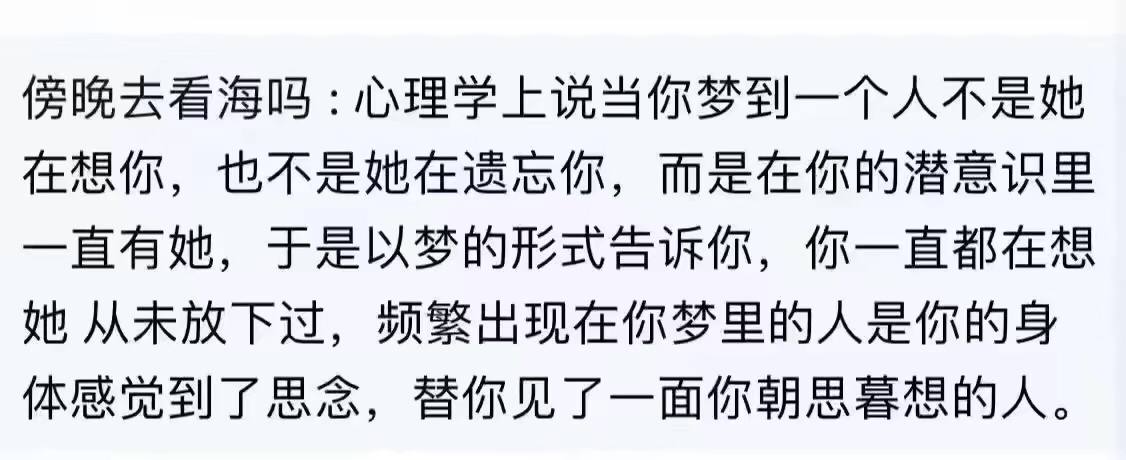 傍晚去看海吗：心理学上说当你梦到一个人不是她
在想你，也不是她在遗忘你，而是在你的潜意识里
一直有她，于是以梦的形式告诉你，你一直都在想
她 从未放下过，频繁出现在你梦里的人是你的身
体感觉到了思念，替你见了一面你朝思暮想的人。